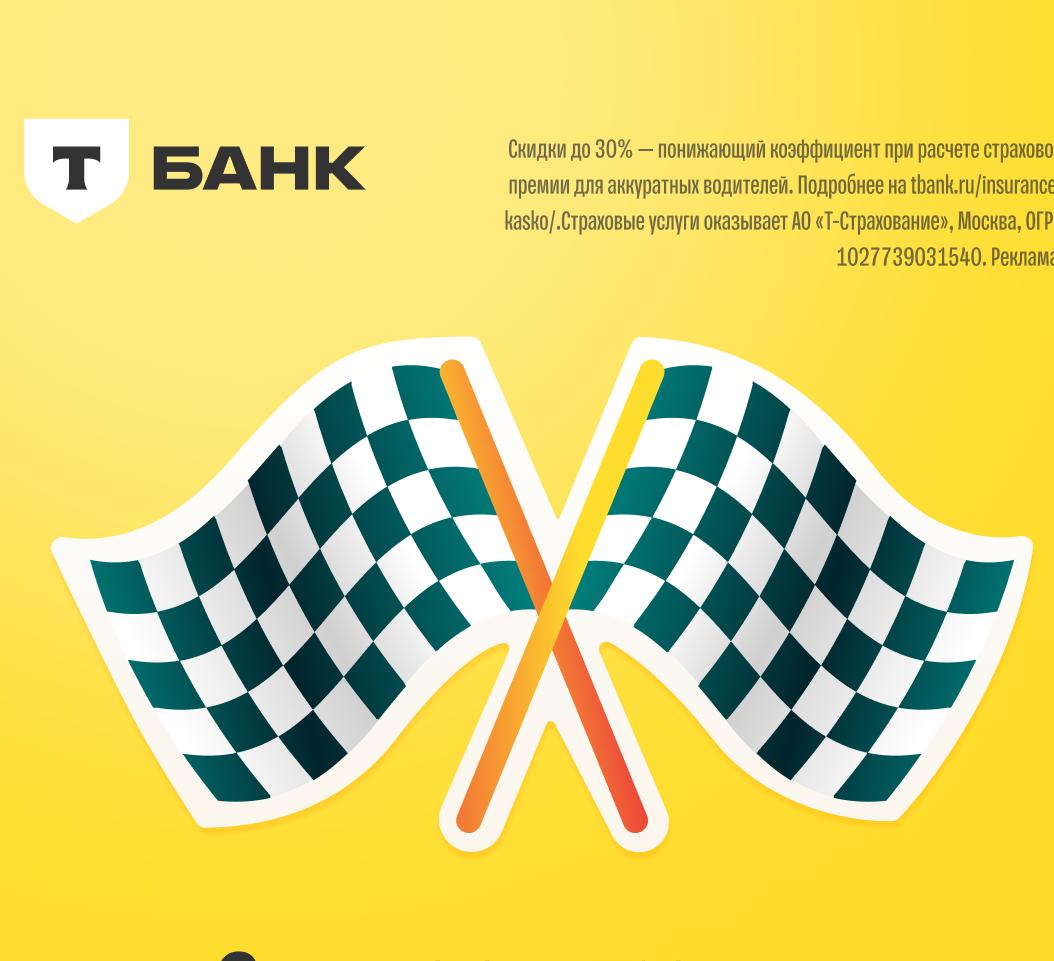 Т БАНК
Скидки до 30% — понижающий коэффициент при расчете страхово
премии для аккуратных водителей. Подробнее на tbank.ru/insurance
kasko/.Страховые услуги оказывает АО «Т-Страхование», Москва, ОГР
1027739031540. Реклама